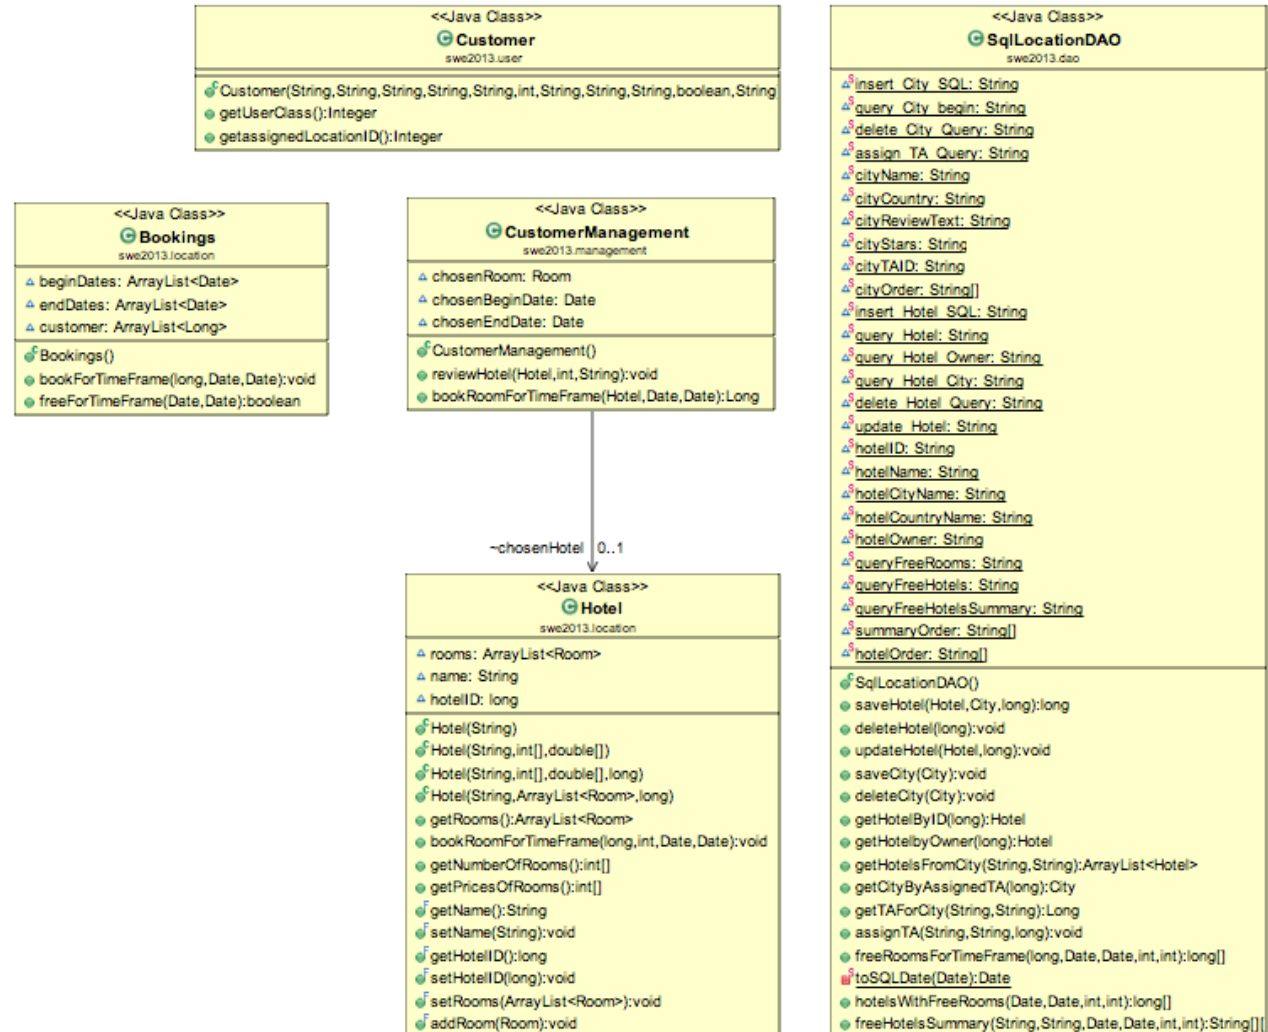 <<Java Class>>
Customer
swe2013.user
Customer(String,String,String,String,String,int,String,String,String,boolean,String
getUserClass():Integer
getassignedLocationID():Integer
<<Java Class>>
Bookings
swe2013.location
beginDates: ArrayList<Date>
endDates: ArrayList<Date>
customer: ArrayList<Long>
Bookings()
bookForTimeFrame(long,Date,Date):void
freeForTimeFrame(Date,Date):boolean
<<Java Class>>
CustomerManagement
swe2013.management
chosenRoom: Room
chosenBeginDate: Date
chosenEndDate: Date
CustomerManagement()
reviewHotel(Hotel,int,String):void
bookRoomForTimeFrame(Hotel,Date,Date):Long
~chosenHotel 0..1
<<Java Class>>
Hotel
swe2013.location
rooms: ArrayList<Room>
name: String
hotelID: long
Hotel(String)
Hotel(String,int[],double[])
Hotel(String,int[],double[],long)
Hotel(String,ArrayList<Room>,long)
getRooms():ArrayList<Room>
bookRoomForTimeFrame(long,int,Date,Date):void
getNumberOfRooms():int[]
getPricesOfRooms():int[]
getName():String
setName(String):void
getHotelID():long
setHotelID(long):void
setRooms(ArrayList<Room>):void
addRoom(Room):void
<<Java Class>>
SqlLocationDAO
swe2013.dao
insert_City_SQL: String
query_City_begin: String
delete_City_Query: String
assign_TA_Query: String
cityName: String
cityCountry: String
cityReviewText: String
cityStars: String
cityTAID: String
cityOrder: String[]
insert_Hotel_SQL: String
query_Hotel: String
query_Hotel_Owner: String
query_Hotel_City: String
delete_Hotel_Query: String
update_Hotel: String
hotelID: String
hotelName: String
hotelCityName: String
hotelCountryName: String
hotelOwner: String
queryFreeRooms: String
queryFreeHotels: String
queryFreeHotelsSummary: String
summaryOrder: String[]
hotelOrder: String[]
SqlLocationDAO()
saveHotel(Hotel,City,long):long
deleteHotel(long):void
updateHotel(Hotel,long):void
saveCity(City):void
deleteCity(City):void
getHotelByID(long):Hotel
getHotelbyOwner(long):Hotel
getHotelsFromCity(String,String):ArrayList<Hotel>
getCityByAssignedTA(long):City
getTAForCity(String,String):Long
assignTA(String,String,long):void
freeRoomsForTimeFrame(long,Date,Date,int,int):long[]
toSQLDate(Date):Date
hotelsWithFreeRooms(Date,Date,int,int):long[]
freeHotelsSummary(String,String,Date,Date,int,int):String[][